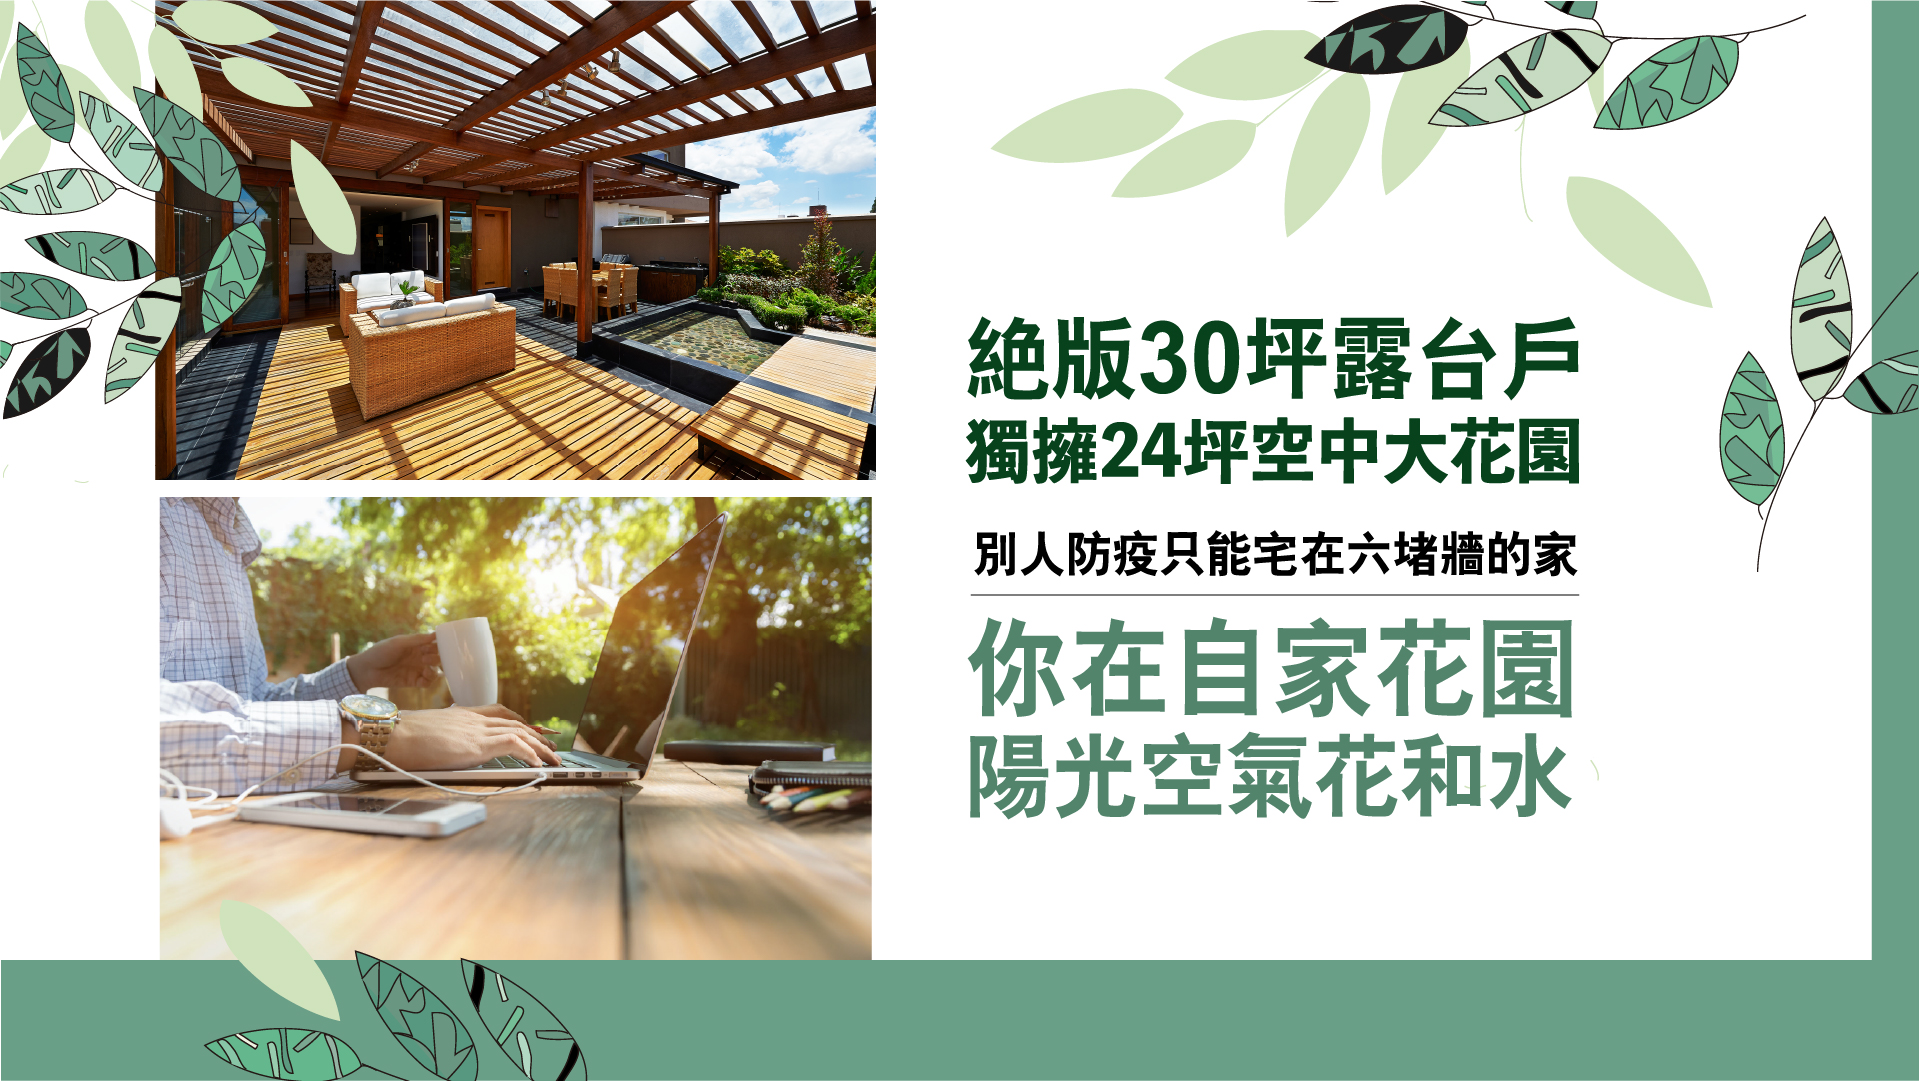 絕版30坪露台戶
獨擁24坪空中大花園
別人防疫只能宅在六堵牆的家
你在自家花園
陽光空氣花和水